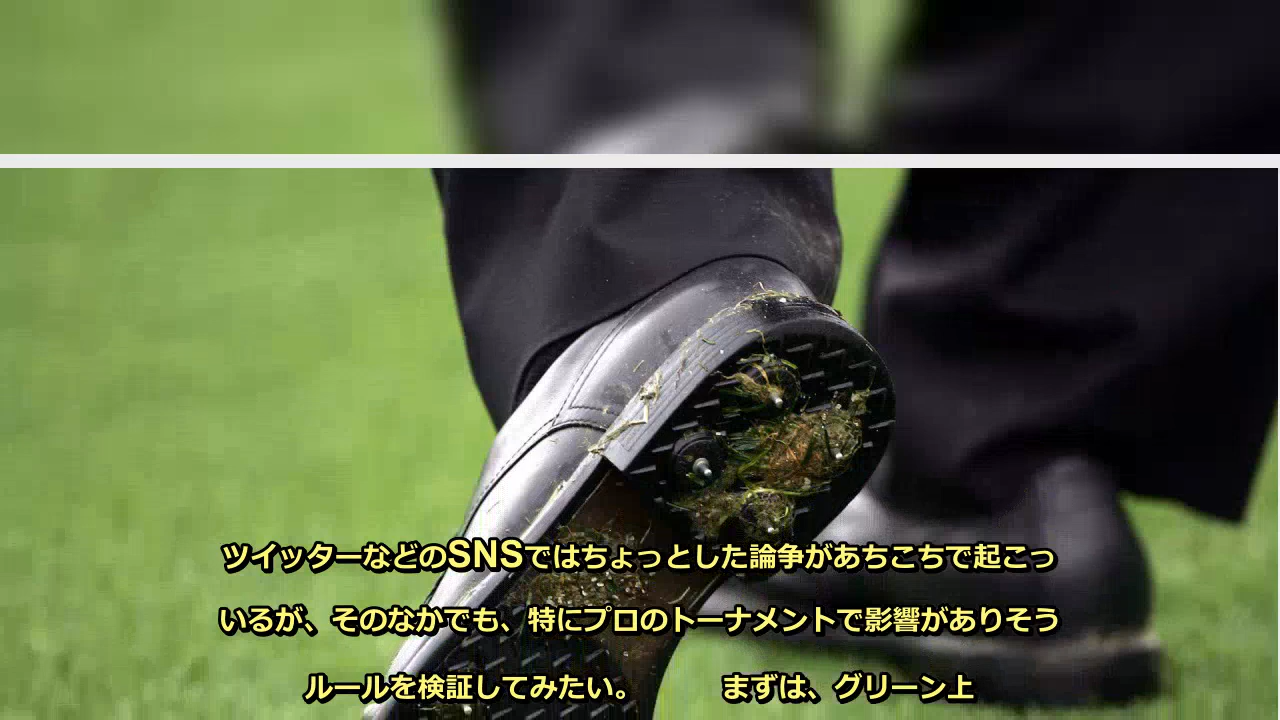 ツイッターなどのSNSではちょっとした論争があちこちで起こっ
いるが、そのなかでも、特にプロのトーナメントで影響がありそう
ルールを検証してみたい。　　　まずは、グリーン上